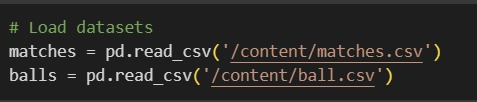 # Load datasets
matches = pd.read_csv('/content/matches.csv')
balls = pd.read_csv('/content/ball.csv')